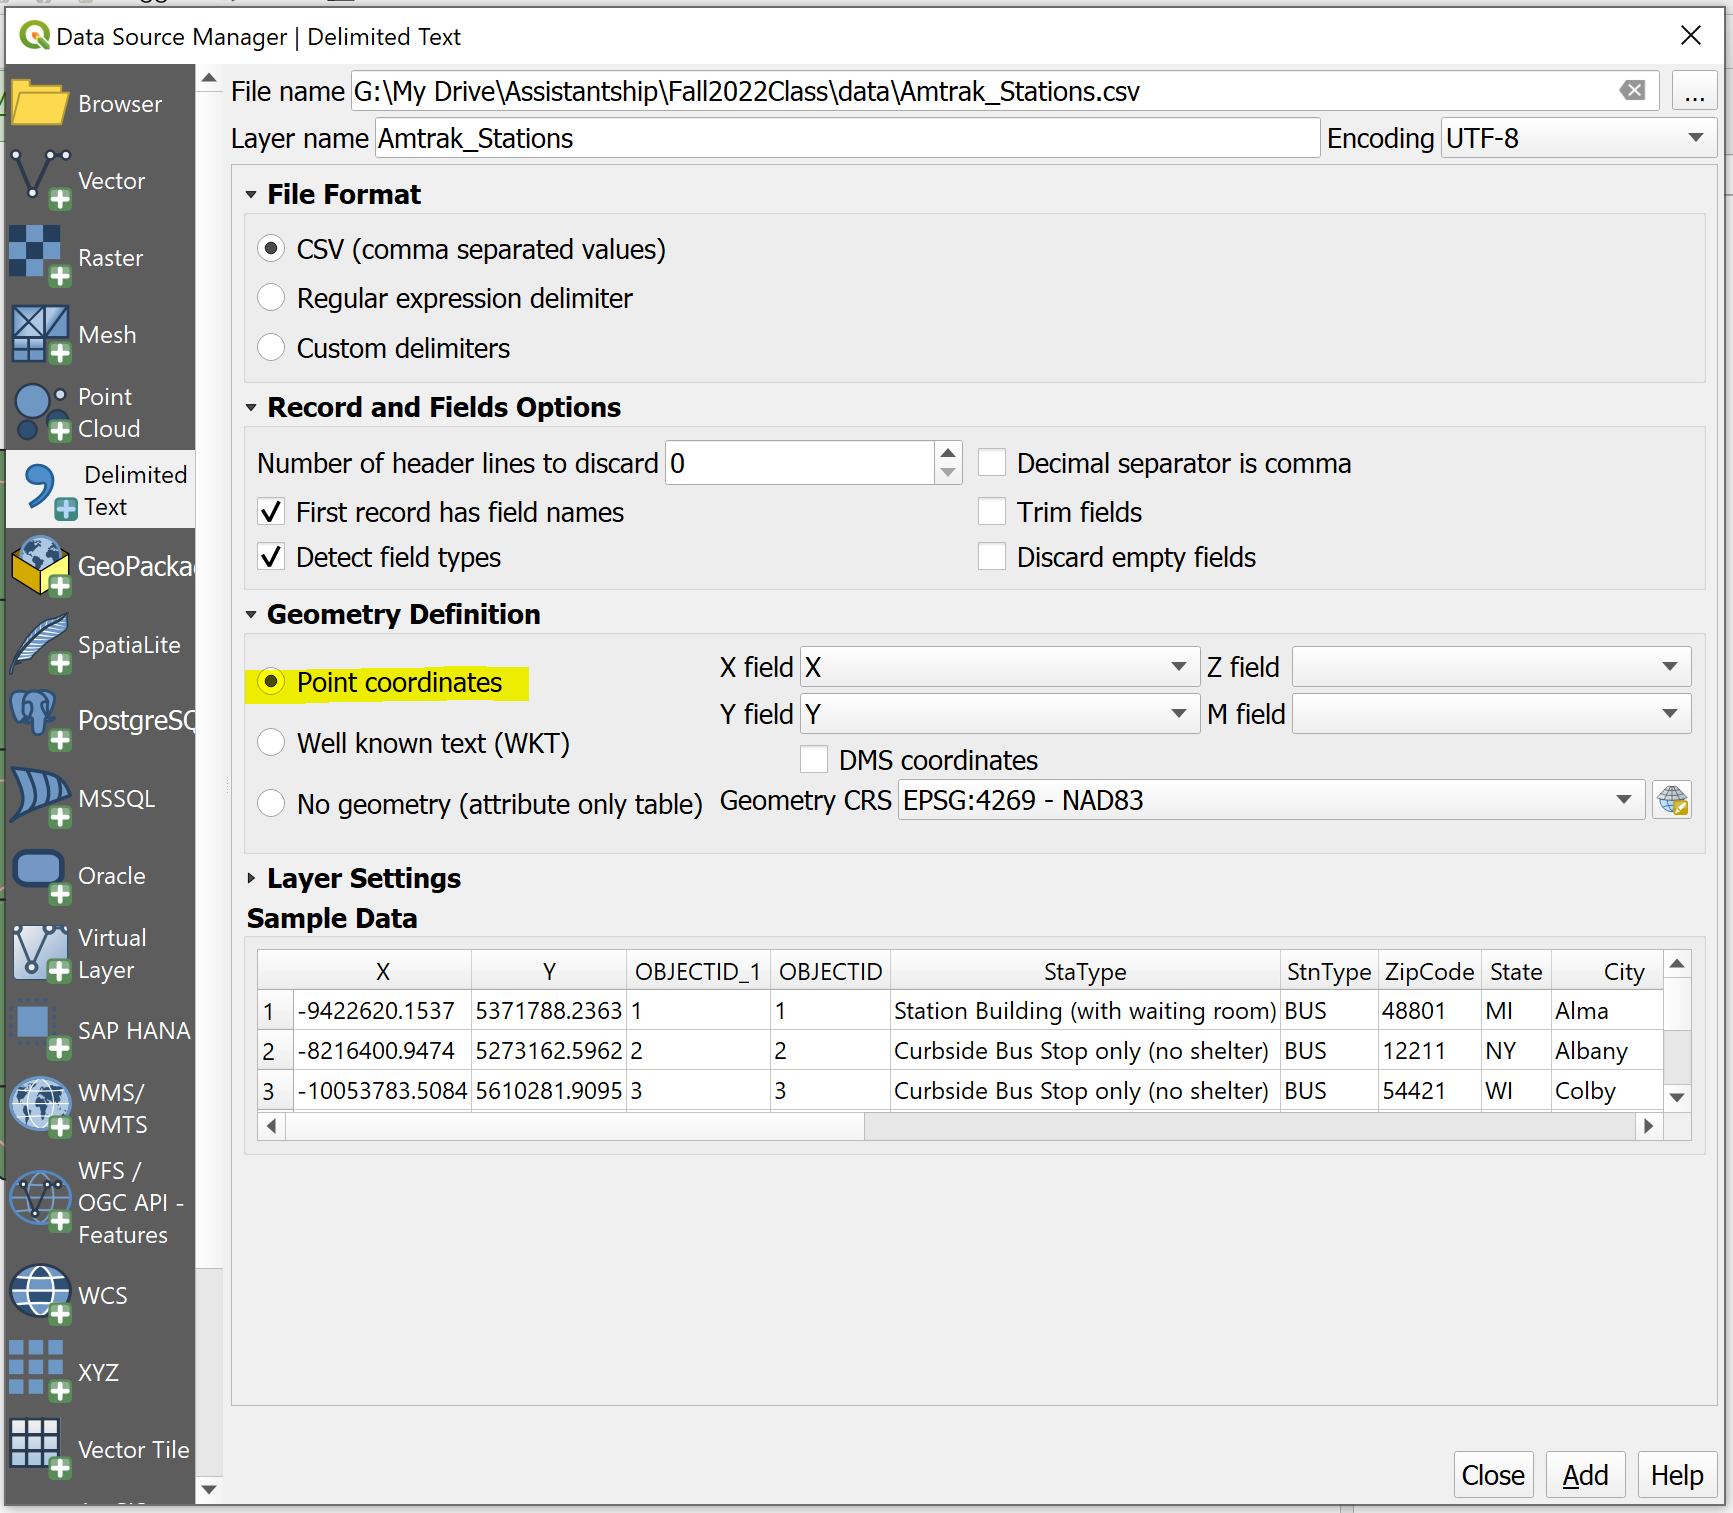 Data Source Manager | Delimited Text
Browser
Vector
Raster
Mesh
Point
Cloud
Delimited
Text
GeoPacka
SpatiaLite
PostgreSQ
MSSQL
Oracle
Virtual
Layer
SAP HANA
WMS/
WMTS
WFS /
OGC API -
Features
WCS
XYZ
Vector Tile
File name G:\My Drive\Assistantship\Fall2022Class\data\Amtrak_Stations.csv ...
Layer name Amtrak_Stations Encoding UTF-8
File Format
CSV (comma separated values)
Regular expression delimiter
Custom delimiters
Record and Fields Options
Number of header lines to discard 0 Decimal separator is comma
First record has field names Trim fields
Detect field types Discard empty fields
Geometry Definition
Point coordinates
Well known text (WKT)
No geometry (attribute only table)
X field X Z field
Y field Y M field
DMS coordinates
Geometry CRS EPSG:4269 - NAD83
Layer Settings
Sample Data
X Y OBJECTID_1 OBJECTID StaType StnType ZipCode State City
1 -9422620.1537 5371788.2363 1 1 Station Building (with waiting room) BUS 48801 MI Alma
2 -8216400.9474 5273162.5962 2 2 Curbside Bus Stop only (no shelter) BUS 12211 NY Albany
3 -10053783.5084 5610281.9095 3 3 Curbside Bus Stop only (no shelter) BUS 54421 WI Colby
Close Add Help